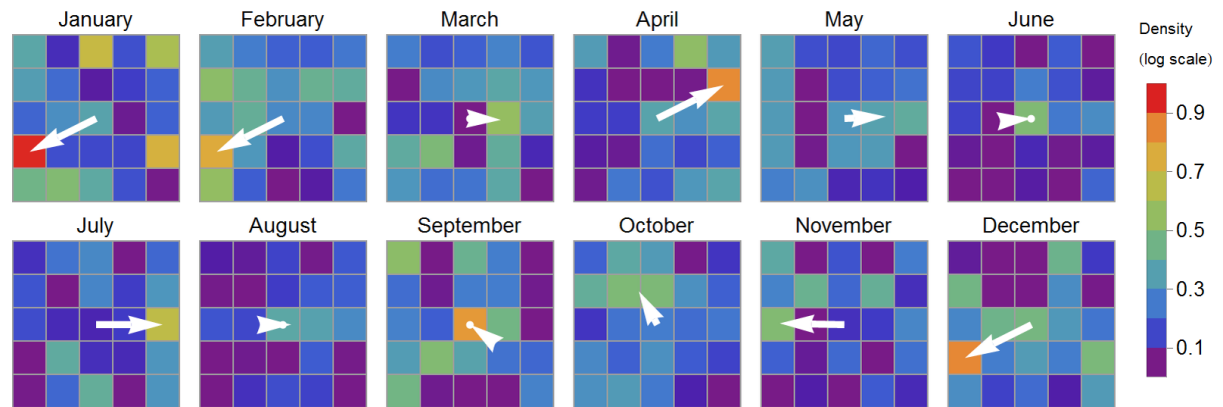 January February March April May June
Density
(log scale)
0.9
0.7
0.5
0.3
0.1
July August September October November December